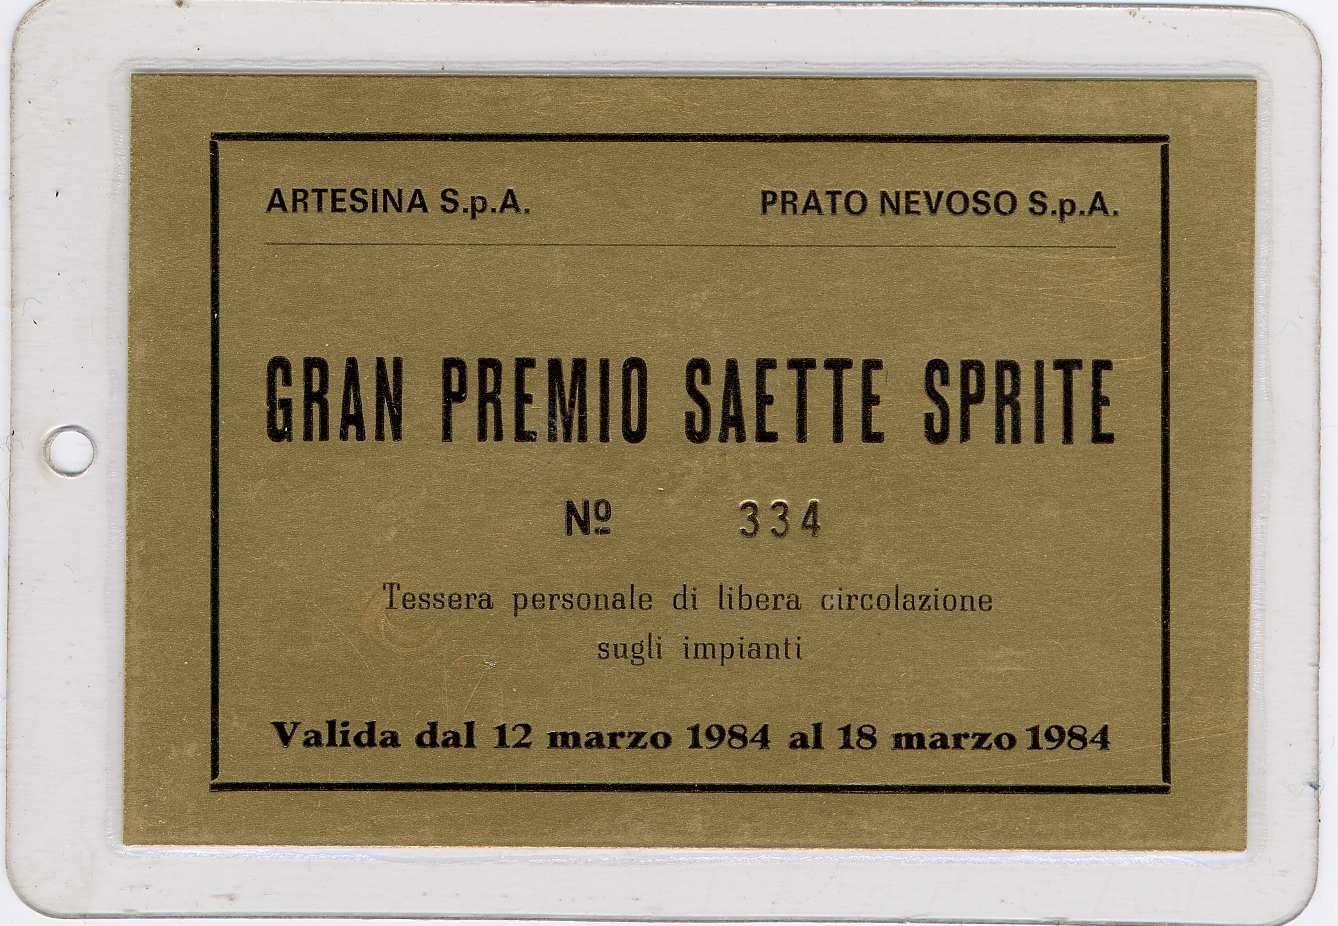 ARTESINA S.p.A. PRATO NEVOSO S.p.A.
GRAN PREMIO SAETTE SPRITE
Nº 334
Tessera personale di libera circolazione
sugli impianti
Valida dal 12 marzo 1984 al 18 marzo 1984